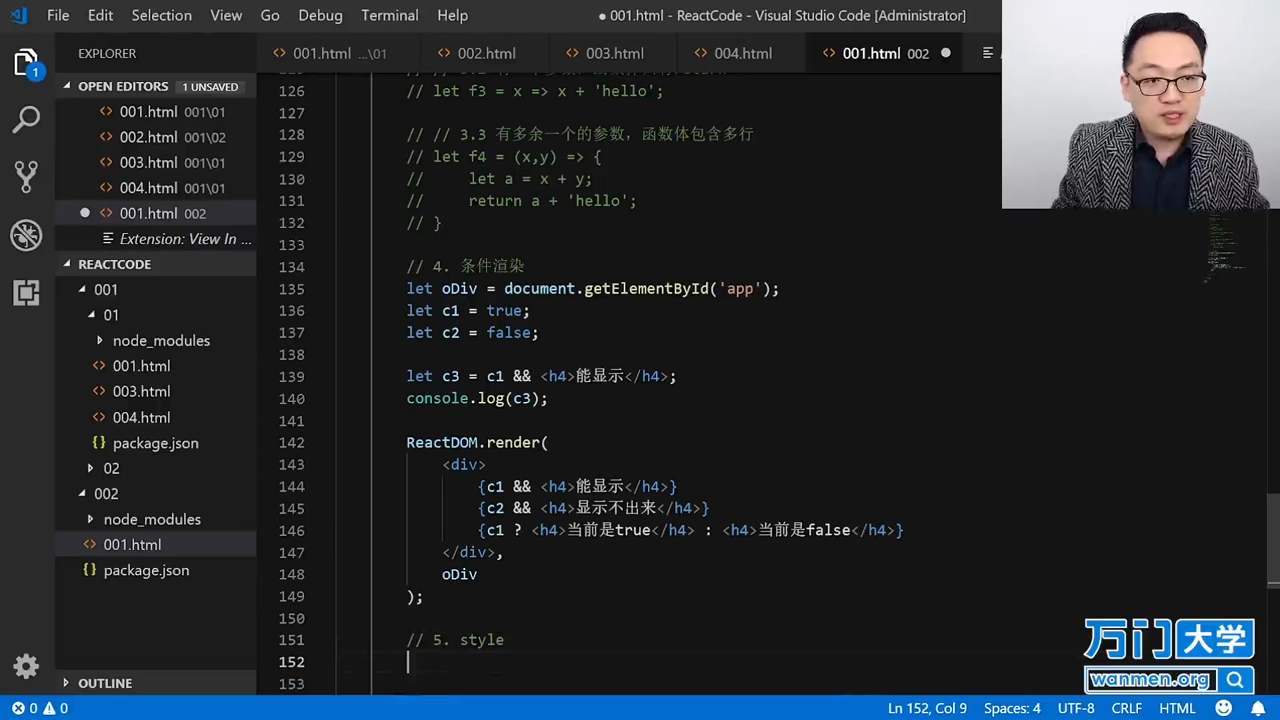 File Edit Selection View Go Debug Terminal Help
● 001.html - ReactCode - Visual Studio Code [Administrator]
EXPLORER
001.html ...\01
002.html
003.html
004.html
001.html 002 ●
1
OPEN EDITORS 1 UNSAVED
001.html 001\01
002.html 001\02
003.html 001\01
004.html 001\01
● 001.html 002
Extension: View In ...
REACTCODE
001
01
node_modules
001.html
003.html
004.html
{} package.json
02
002
node_modules
001.html
{} package.json
OUTLINE
126 // let f3 = x => x + 'hello';
127
128 // // 3.3 有多余一个的参数，函数体包含多行
129 // let f4 = (x,y) => {
130 //     let a = x + y;
131 //     return a + 'hello';
132 // }
133
134 // 4. 条件渲染
135 let oDiv = document.getElementById('app');
136 let c1 = true;
137 let c2 = false;
138
139 let c3 = c1 && <h4>能显示</h4>;
140 console.log(c3);
141
142 ReactDOM.render(
143     <div>
144         {c1 && <h4>能显示</h4>}
145         {c2 && <h4>显示不出来</h4>}
146         {c1 ? <h4>当前是true</h4> : <h4>当前是false</h4>}
147     </div>,
148     oDiv
149 );
150
151 // 5. style
152
153
万门大学
wanmen.org
0 0
Ln 152, Col 9 Spaces: 4 UTF-8 CRLF HTML